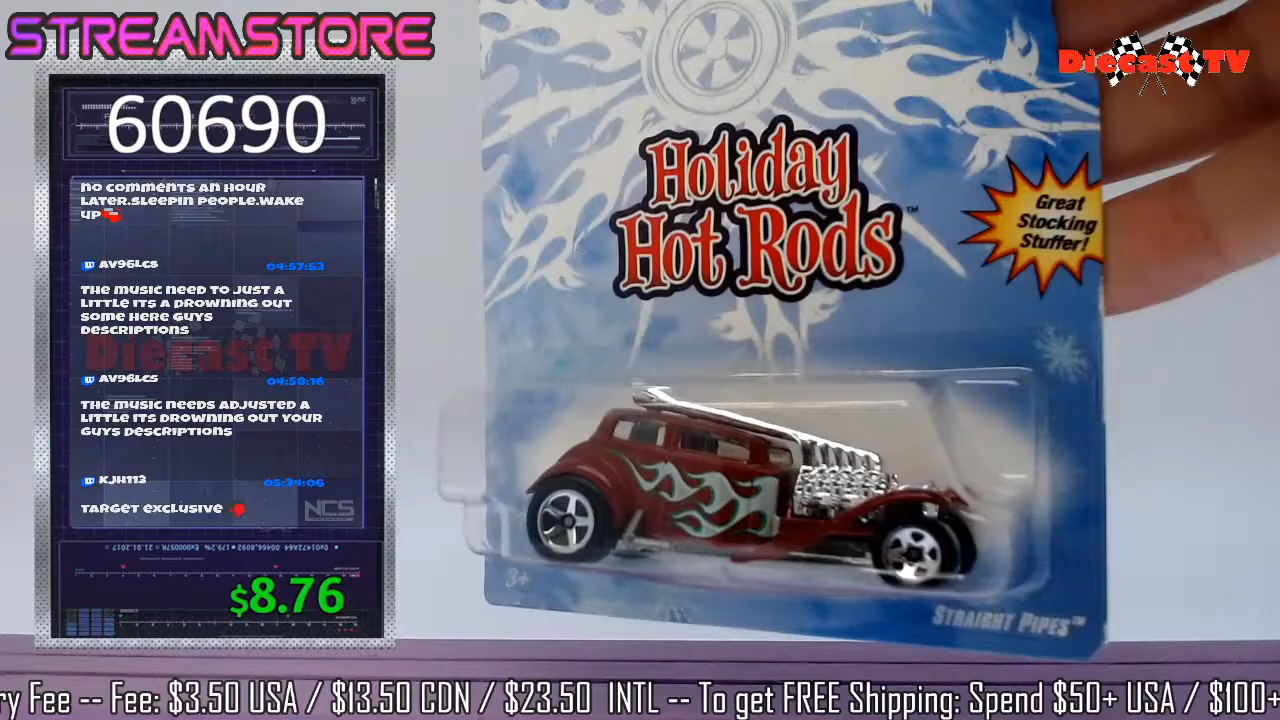 STREAMSTORE
Diecast TV
60690
NO COMMENTS AN HOUR
LATER.SLEEPIN PEOPLE.WAKE
UP
AV96LCS 04:57:53
THE MUSIC NEED TO JUST A
LITTLE ITS A DROWNING OUT
SOME HERE GUYS
DESCRIPTIONS
Diecast TV
AV96LCS 04:58:16
THE MUSIC NEEDS ADJUSTED A
LITTLE ITS DROWNING OUT YOUR
GUYS DESCRIPTIONS
KJH113 05:34:06
TARGET EXCLUSIVE
NCS
$8.76
Holiday
Hot Rods™
Great
Stocking
Stuffer!
3+
STRAIGHT PIPES™
ry Fee -- Fee: $3.50 USA / $13.50 CDN / $23.50 INTL -- To get FREE Shipping: Spend $50+ USA / $100+